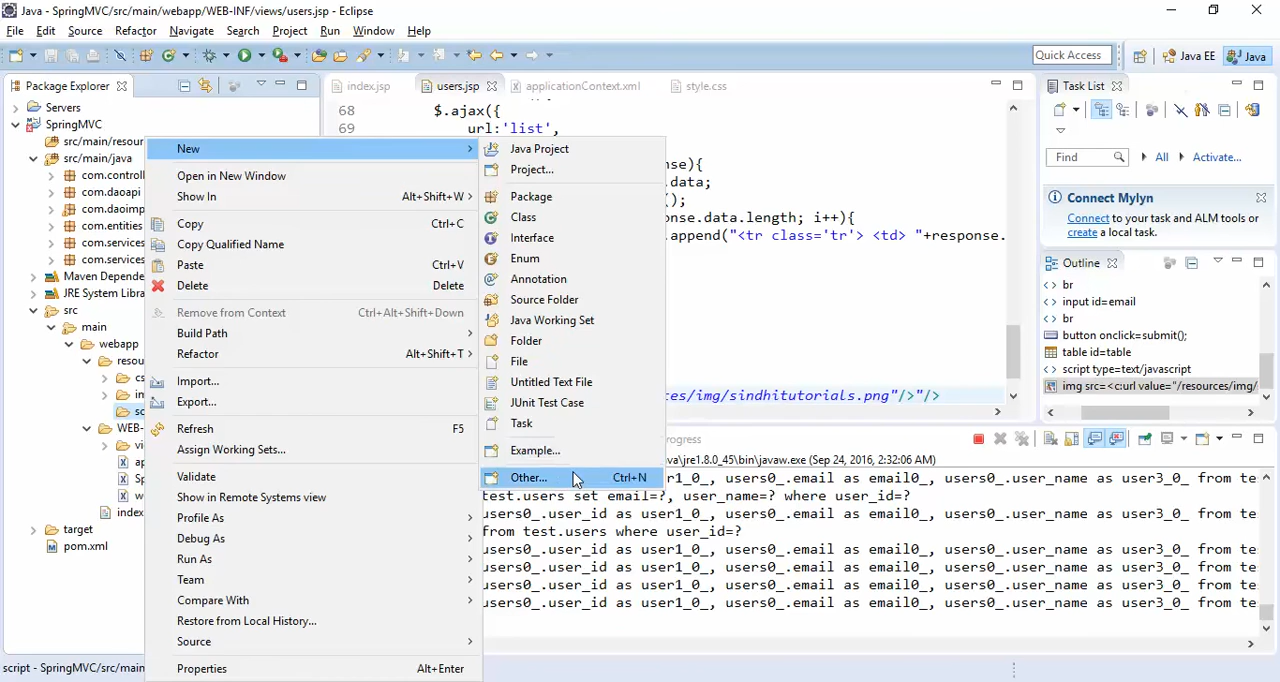 Java - SpringMVC/src/main/webapp/WEB-INF/views/users.jsp - Eclipse
File Edit Source Refactor Navigate Search Project Run Window Help
Quick Access
Java EE
Java
Package Explorer
Servers
SpringMVC
src/main/resour
src/main/java
com.controll
com.daoapi
com.daoimp
com.entities
com.services
com.services
Maven Depende
JRE System Libra
src
main
webapp
resou
cs
im
sc
WEB-
vi
ap
Sp
w
index
target
pom.xml
New
Open in New Window
Show In Alt+Shift+W
Copy Ctrl+C
Copy Qualified Name
Paste Ctrl+V
Delete Delete
Remove from Context Ctrl+Alt+Shift+Down
Build Path
Refactor Alt+Shift+T
Import...
Export...
Refresh F5
Assign Working Sets...
Validate
Show in Remote Systems view
Profile As
Debug As
Run As
Team
Compare With
Restore from Local History...
Source
Properties Alt+Enter
Java Project
Project...
Package
Class
Interface
Enum
Annotation
Source Folder
Java Working Set
Folder
File
Untitled Text File
JUnit Test Case
Task
Example...
Other... Ctrl+N
index.jsp
users.jsp
applicationContext.xml
style.css
68 $.ajax({
69 url:'list',
nse){
.data;
();
onse.data.length; i++){
.append("<tr class='tr'> <td> "+response.
es/img/sindhitutorials.png"/>"/>
Task List
Find
All
Activate...
Connect Mylyn
Connect to your task and ALM tools or
create a local task.
Outline
br
input id=email
br
button onclick=submit();
table id=table
script type=text/javascript
img src=<curl value="/resources/img/
rogress
va\jre1.8.0_45\bin\javaw.exe (Sep 24, 2016, 2:32:06 AM)
users0_.user_id as user1_0_, users0_.email as email0_, users0_.user_name as user3_0_ from te
test.users set email=?, user_name=? where user_id=?
users0_.user_id as user1_0_, users0_.email as email0_, users0_.user_name as user3_0_ from te
from test.users where user_id=?
users0_.user_id as user1_0_, users0_.email as email0_, users0_.user_name as user3_0_ from te
users0_.user_id as user1_0_, users0_.email as email0_, users0_.user_name as user3_0_ from te
users0_.user_id as user1_0_, users0_.email as email0_, users0_.user_name as user3_0_ from te
users0_.user_id as user1_0_, users0_.email as email0_, users0_.user_name as user3_0_ from te
script - SpringMVC/src/main